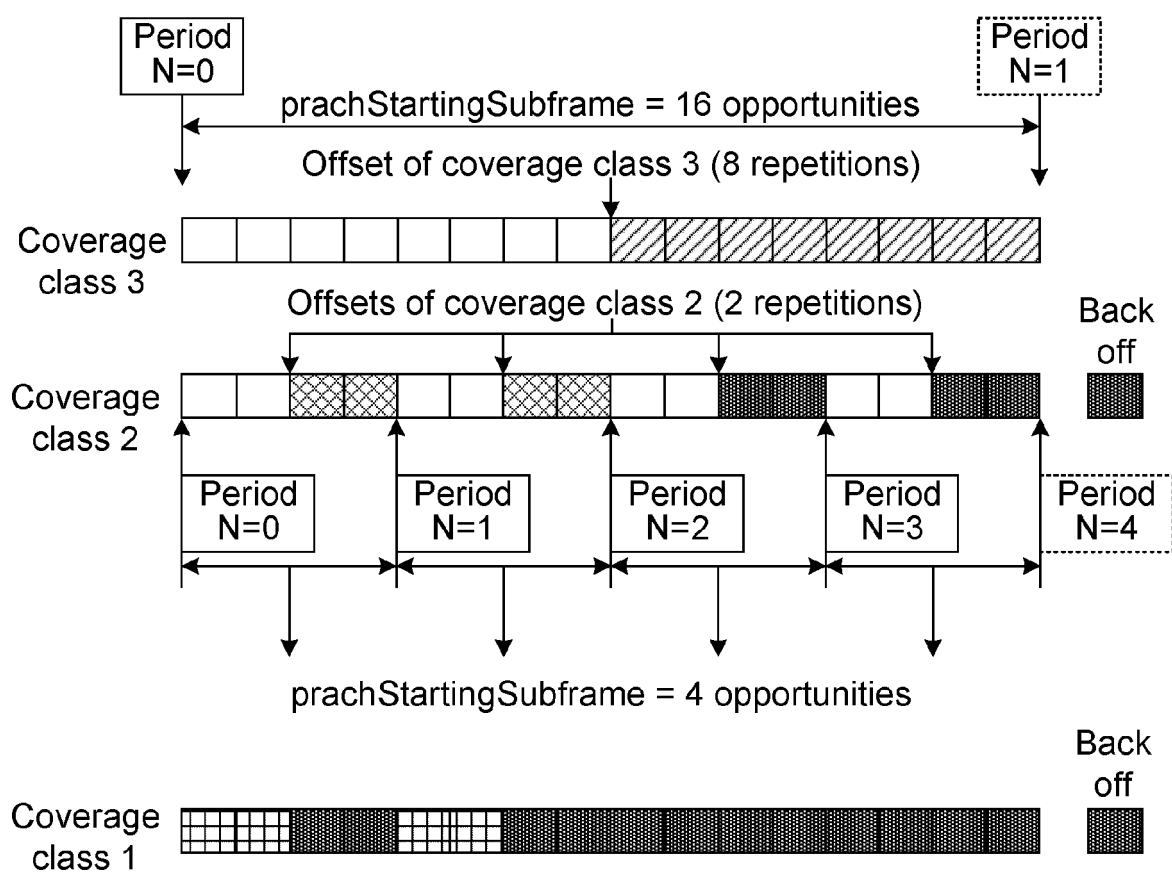 Period
N=0
Period
N=1
prachStartingSubframe = 16 opportunities
Offset of coverage class 3 (8 repetitions)
Coverage
class 3
Offsets of coverage class 2 (2 repetitions)
Back
off
Coverage
class 2
Period
N=0
Period
N=1
Period
N=2
Period
N=3
Period
N=4
prachStartingSubframe = 4 opportunities
Back
off
Coverage
class 1